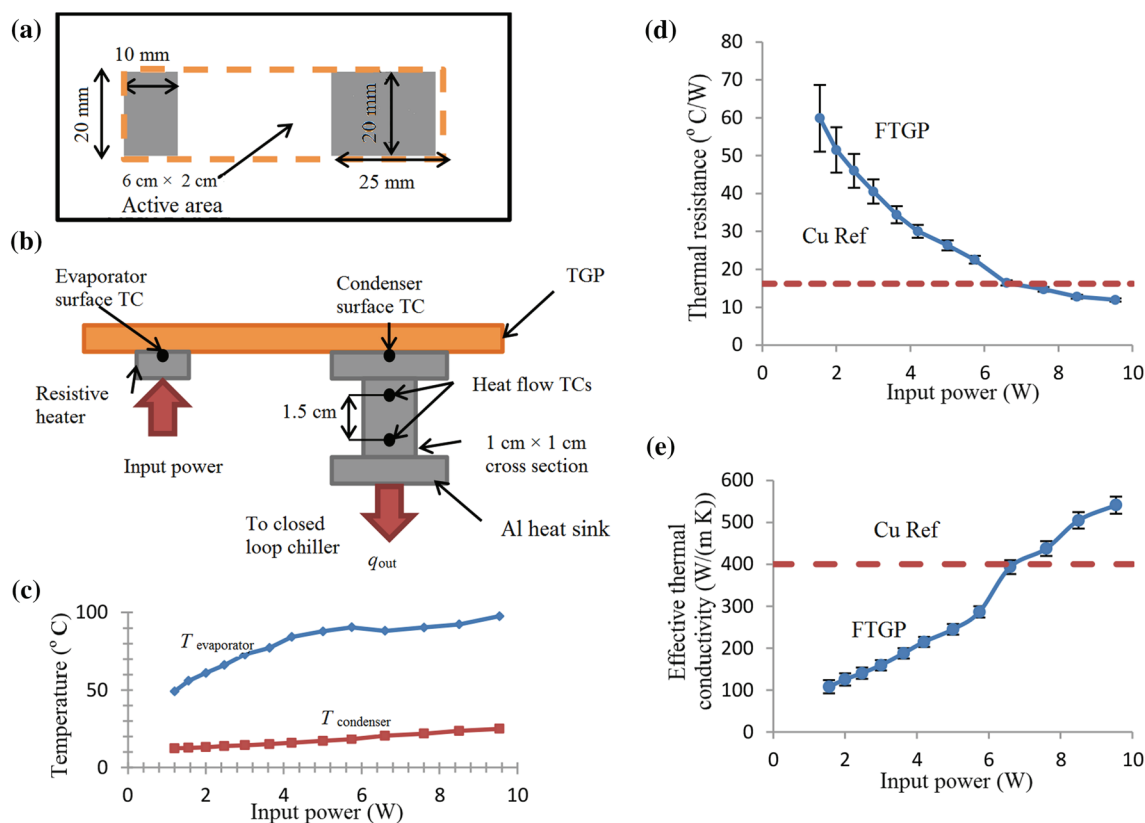 (a)
10 mm
20 mm
20 mm
6 cm × 2 cm
Active area
25 mm
(b)
Evaporator
surface TC
Condenser
surface TC
TGP
Resistive
heater
Heat flow TCs
1.5 cm
1 cm × 1 cm
cross section
Input power
Al heat sink
To closed
loop chiller
qout
(c)
Temperature (° C)
100
50
0
T evaporator
T condenser
0 2 4 6 8 10
Input power (W)
(d)
Thermal resistance (° C/W)
80
70
60
50
40
30
20
10
0
FTGP
Cu Ref
0 2 4 6 8 10
Input power (W)
(e)
Effective thermal
conductivity (W/(m K))
600
500
400
300
200
100
0
Cu Ref
FTGP
0 2 4 6 8 10
Input power (W)